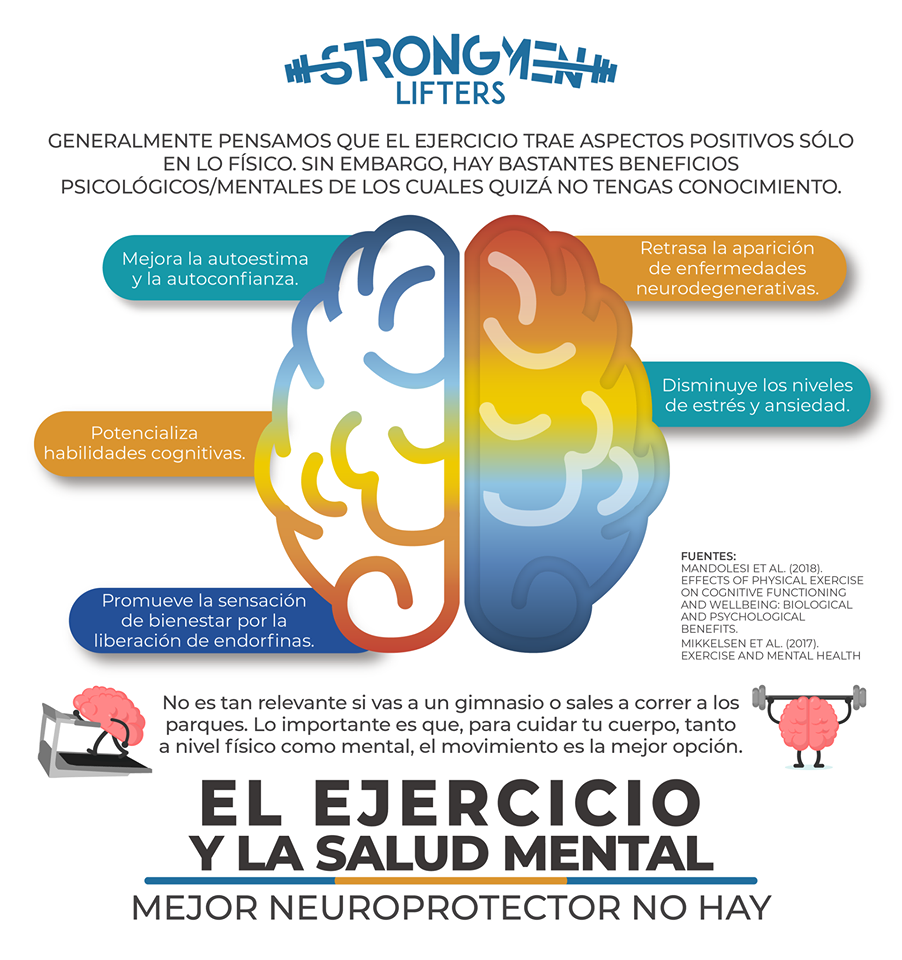 STRONGMEN
LIFTERS
GENERALMENTE PENSAMOS QUE EL EJERCICIO TRAE ASPECTOS POSITIVOS SÓLO
EN LO FÍSICO. SIN EMBARGO, HAY BASTANTES BENEFICIOS
PSICOLÓGICOS/MENTALES DE LOS CUALES QUIZÁ NO TENGAS CONOCIMIENTO.
Mejora la autoestima
y la autoconfianza.
Retrasa la aparición
de enfermedades
neurodegenerativas.
Disminuye los niveles
de estrés y ansiedad.
Potencializa
habilidades cognitivas.
Promueve la sensación
de bienestar por la
liberación de endorfinas.
FUENTES:
MANDOLESI ET AL. (2018).
EFFECTS OF PHYSICAL EXERCISE
ON COGNITIVE FUNCTIONING
AND WELLBEING: BIOLOGICAL
AND PSYCHOLOGICAL
BENEFITS.
MIKKELSEN ET AL. (2017).
EXERCISE AND MENTAL HEALTH
No es tan relevante si vas a un gimnasio o sales a correr a los
parques. Lo importante es que, para cuidar tu cuerpo, tanto
a nivel físico como mental, el movimiento es la mejor opción.
EL EJERCICIO
Y LA SALUD MENTAL
MEJOR NEUROPROTECTOR NO HAY